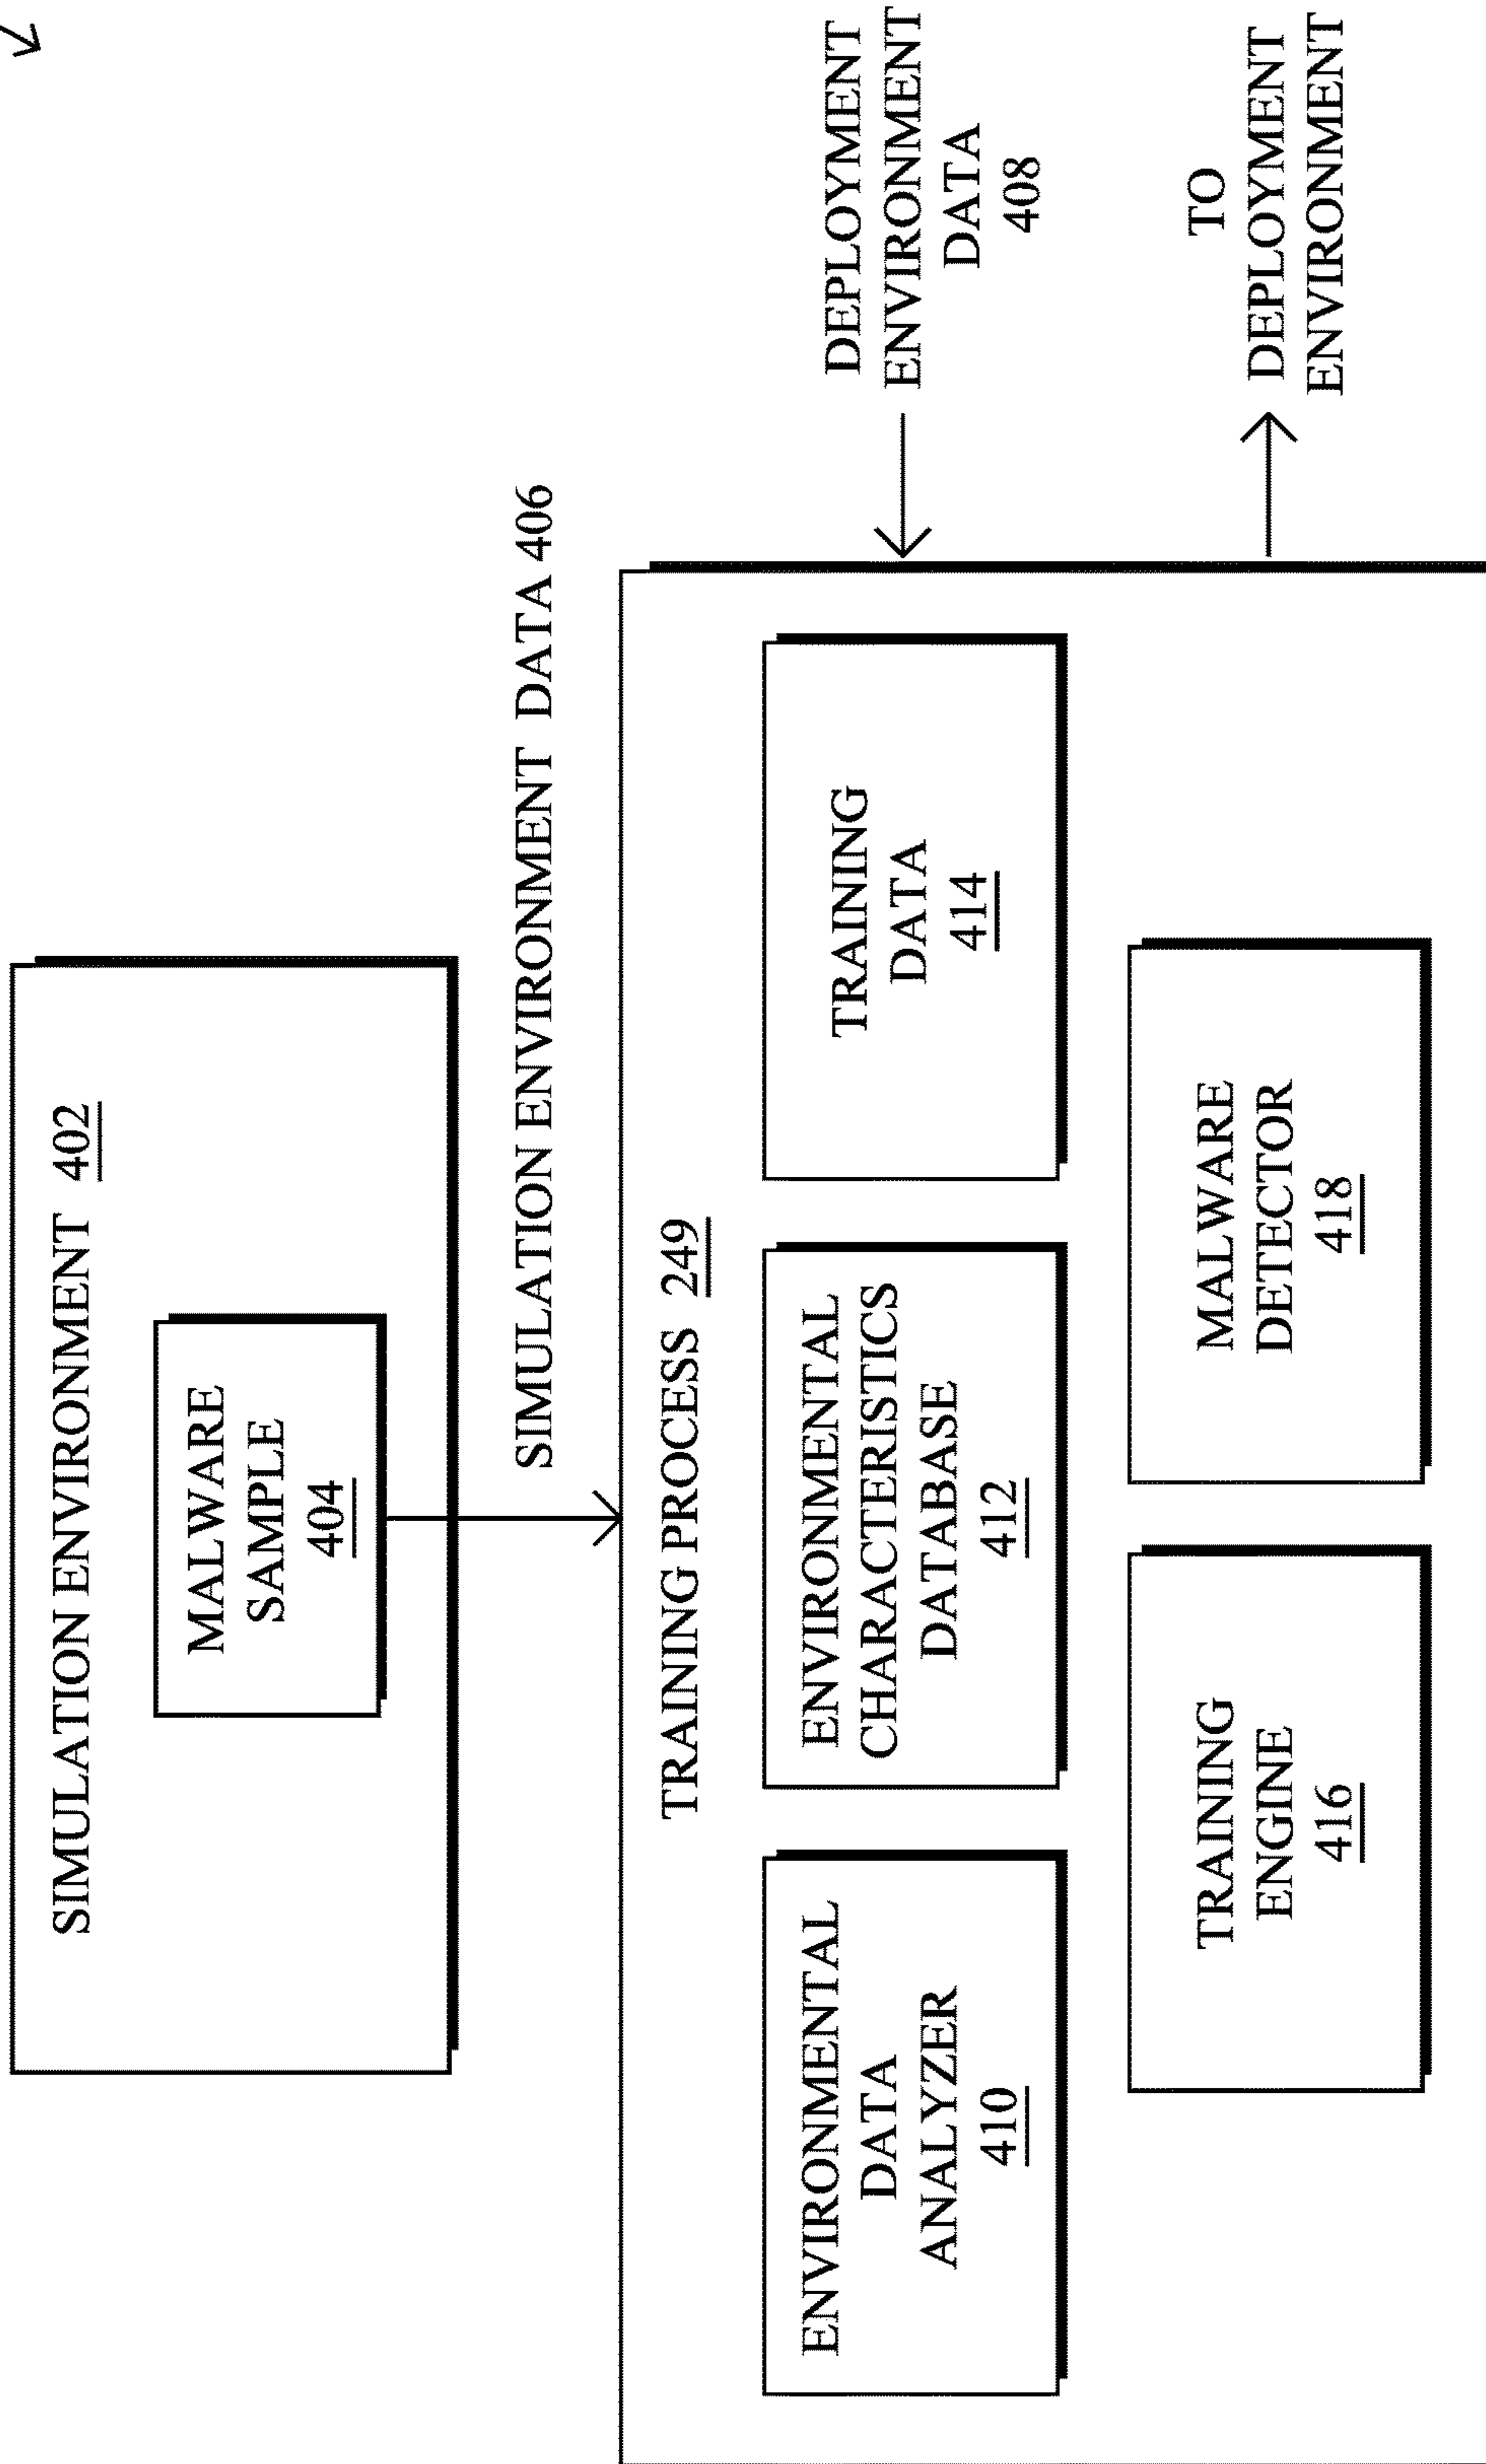 SIMULATION ENVIRONMENT 402
MALWARE
SAMPLE
404
SIMULATION ENVIRONMENT DATA 406
TRAINING PROCESS 249
ENVIRONMENTAL
DATA
ANALYZER
410
ENVIRONMENTAL
CHARACTERISTICS
DATABASE
412
TRAINING
DATA
414
TRAINING
ENGINE
416
MALWARE
DETECTOR
418
DEPLOYMENT
ENVIRONMENT
DATA
408
TO
DEPLOYMENT
ENVIRONMENT